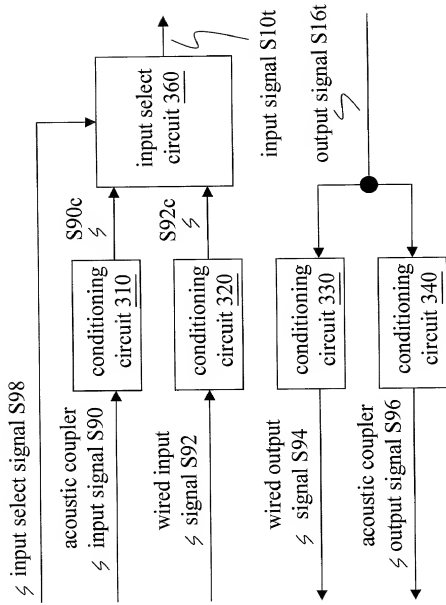 input select signal S98
acoustic coupler
input signal S90
conditioning
circuit 310
S90c
wired input
signal S92
conditioning
circuit 320
S92c
input select
circuit 360
input signal S10t
output signal S16t
wired output
signal S94
conditioning
circuit 330
acoustic coupler
output signal S96
conditioning
circuit 340